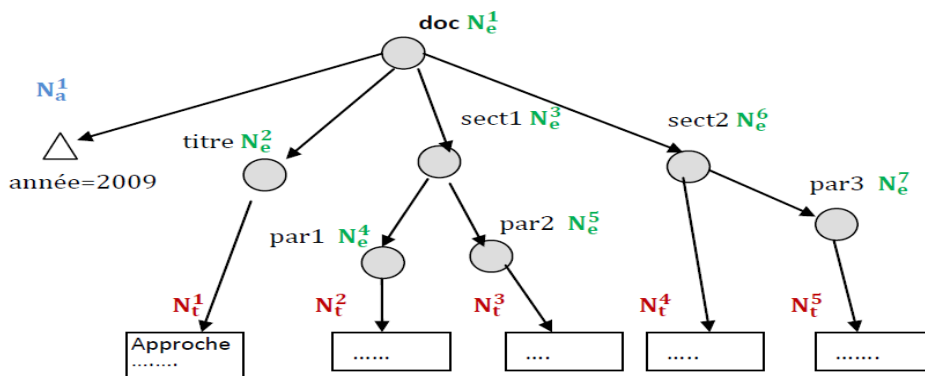 doc N_e^1
N_a^1
titre N_e^2
sect1 N_e^3
sect2 N_e^6
année=2009
par1 N_e^4
par2 N_e^5
par3 N_e^7
N_t^1
N_t^2
N_t^3
N_t^4
N_t^5
Approche
........
......
....
.....
.......